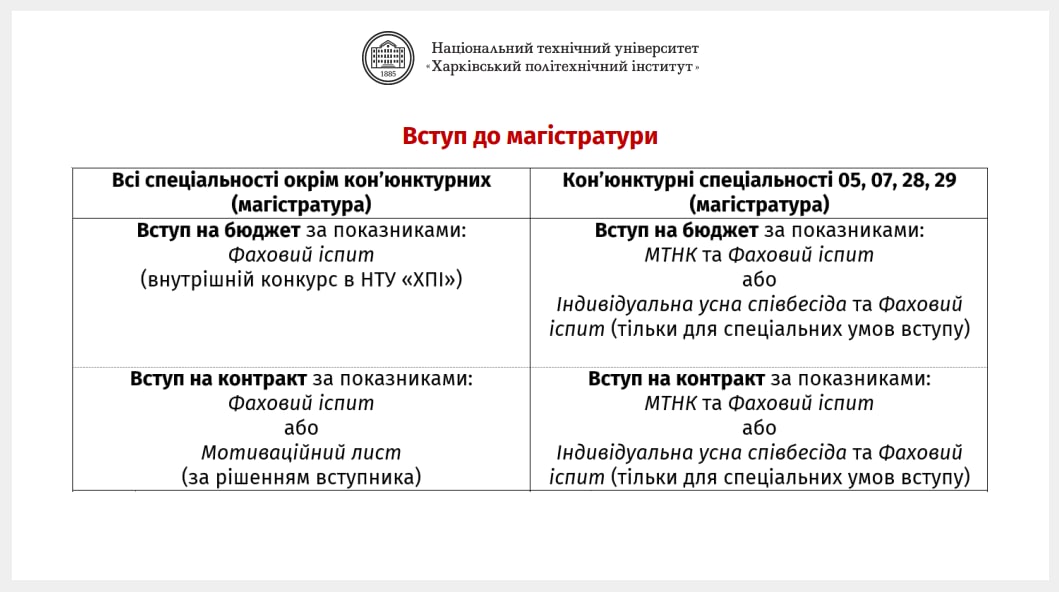 1885
Національний технічний університет
«Харківський політехнічний інститут»
Вступ до магістратури
Всі спеціальності окрім кон’юнктурних
(магістратура)
Кон’юнктурні спеціальності 05, 07, 28, 29
(магістратура)
Вступ на бюджет за показниками:
Фаховий іспит
(внутрішній конкурс в НТУ «ХПІ»)
Вступ на бюджет за показниками:
МТНК та Фаховий іспит
або
Індивідуальна усна співбесіда та Фаховий
іспит (тільки для спеціальних умов вступу)
Вступ на контракт за показниками:
Фаховий іспит
або
Мотиваційний лист
(за рішенням вступника)
Вступ на контракт за показниками:
МТНК та Фаховий іспит
або
Індивідуальна усна співбесіда та Фаховий
іспит (тільки для спеціальних умов вступу)